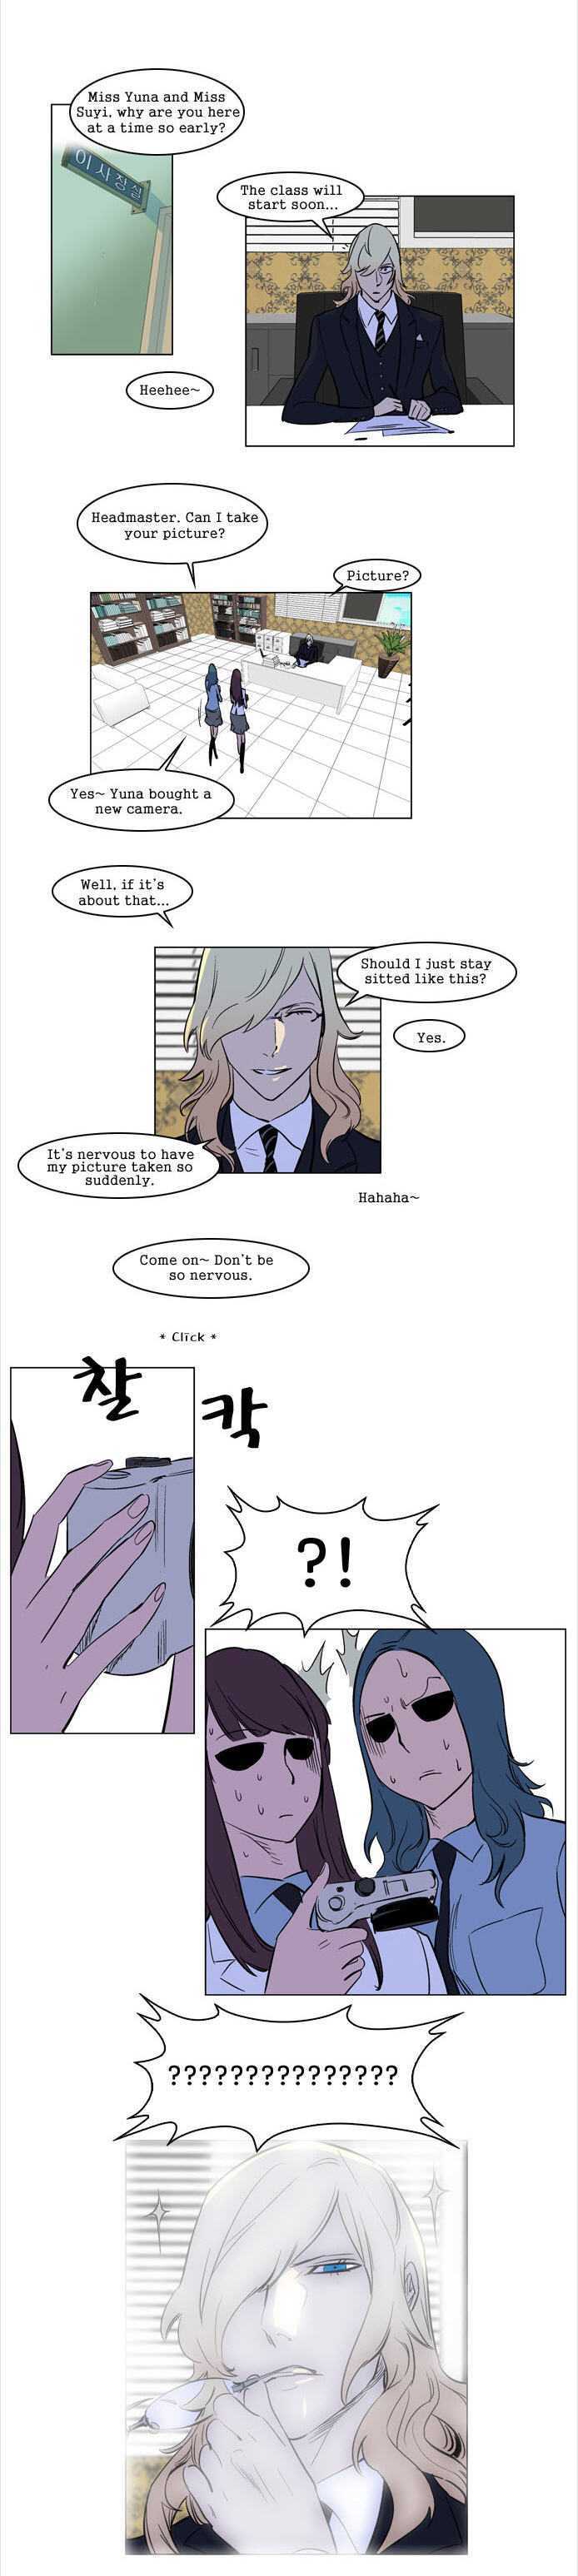 Miss Yuna and Miss
Suyi, why are you here
at a time so early?
이사장실
The class will
start soon...
Heehee~
Headmaster. Can I take
your picture?
Picture?
Yes~ Yuna bought a
new camera.
Well, if it's
about that...
Should I just stay
sitted like this?
Yes.
It's nervous to have
my picture taken so
suddenly.
Hahaha~
Come on~ Don't be
so nervous.
* Click *
찰
칵
?!
???????????????